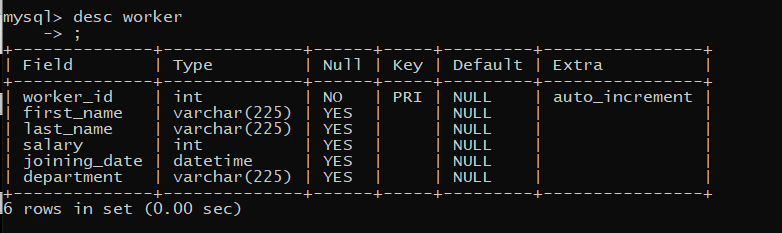 mysql> desc worker
    -> ;
+--------------+--------------+------+-----+---------+----------------+
| Field        | Type         | Null | Key | Default | Extra          |
+--------------+--------------+------+-----+---------+----------------+
| worker_id    | int          | NO   | PRI | NULL    | auto_increment |
| first_name   | varchar(225) | YES  |     | NULL    |                |
| last_name    | varchar(225) | YES  |     | NULL    |                |
| salary       | int          | YES  |     | NULL    |                |
| joining_date | datetime     | YES  |     | NULL    |                |
| department   | varchar(225) | YES  |     | NULL    |                |
+--------------+--------------+------+-----+---------+----------------+
6 rows in set (0.00 sec)